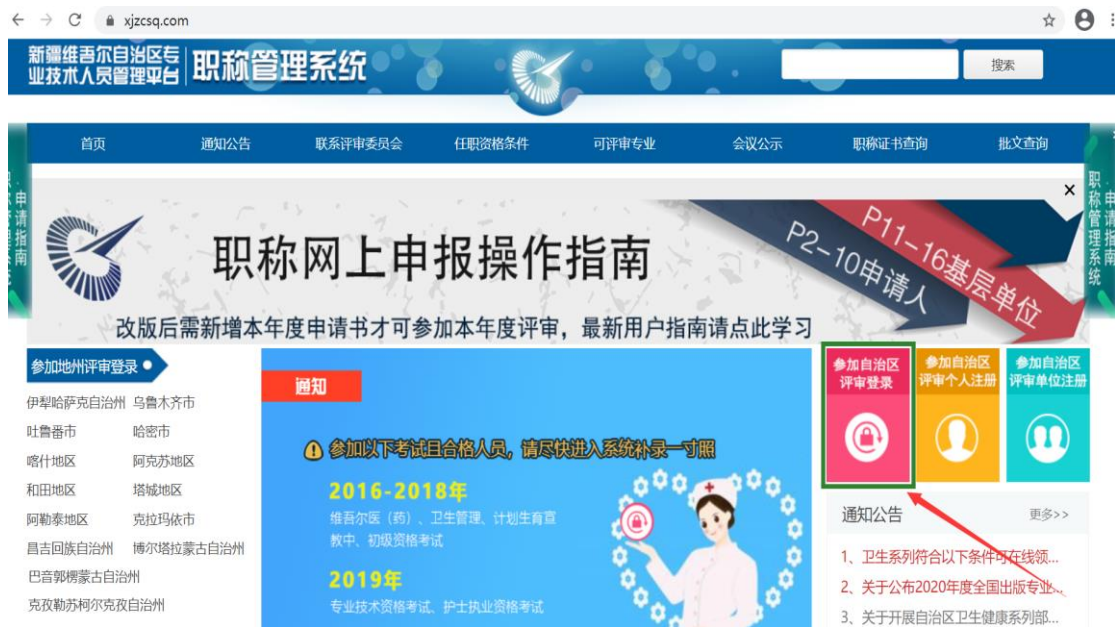 xjzcsq.com
新疆维吾尔自治区专
业技术人员管理平台
职称管理系统
搜索
首页 通知公告 联系评审委员会 任职资格条件 可评审专业 会议公示 职称证书查询 批文查询
申请指南
职称管理系统
申请指南
职称网上申报操作指南
P2-10申请人
P11-16基层单位
改版后需新增本年度申请书才可参加本年度评审，最新用户指南请点此学习
参加地州评审登录
伊犁哈萨克自治州 乌鲁木齐市
吐鲁番市 哈密市
喀什地区 阿克苏地区
和田地区 塔城地区
阿勒泰地区 克拉玛依市
昌吉回族自治州 博尔塔拉蒙古自治州
巴音郭楞蒙古自治州
克孜勒苏柯尔克孜自治州
通知
参加以下考试且合格人员，请尽快进入系统补录一寸照
2016-2018年
维吾尔医（药）、卫生管理、计划生育宣
教中、初级资格考试
2019年
专业技术资格考试、护士执业资格考试
参加自治区
评审登录
参加自治区
评审个人注册
参加自治区
评审单位注册
通知公告 更多>>
1、卫生系列符合以下条件可在线领...
2、关于公布2020年度全国出版专业...
3、关于开展自治区卫生健康系列部...